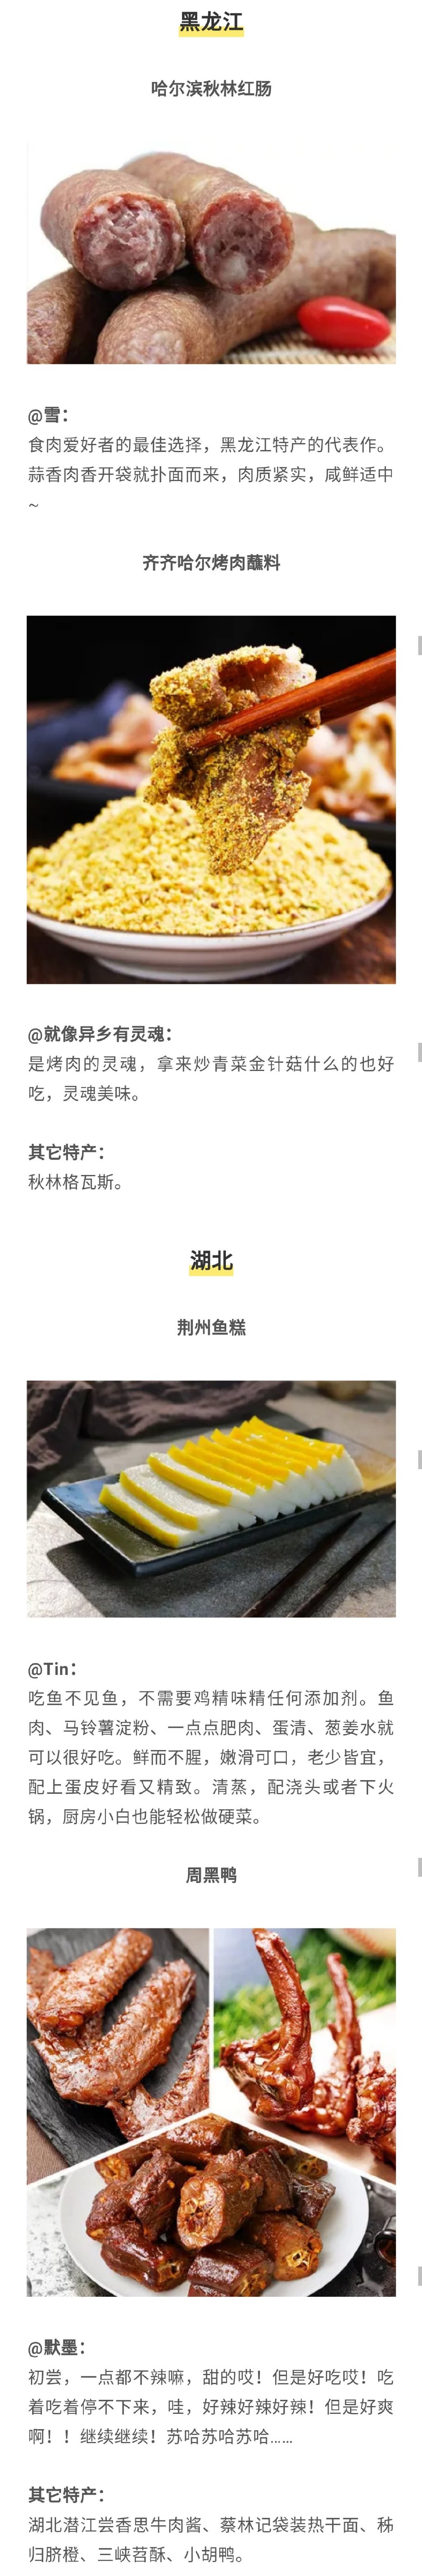 黑龙江
哈尔滨秋林红肠
@雪：
食肉爱好者的最佳选择，黑龙江特产的代表作。
蒜香肉香开袋就扑面而来，肉质紧实，咸鲜适中
~
齐齐哈尔烤肉蘸料
@就像异乡有灵魂：
是烤肉的灵魂，拿来炒青菜金针菇什么的也好
吃，灵魂美味。
其它特产：
秋林格瓦斯。
湖北
荆州鱼糕
@Tin：
吃鱼不见鱼，不需要鸡精味精任何添加剂。鱼
肉、马铃薯淀粉、一点点肥肉、蛋清、葱姜水就
可以很好吃。鲜而不腥，嫩滑可口，老少皆宜，
配上蛋皮好看又精致。清蒸，配浇头或者下火
锅，厨房小白也能轻松做硬菜。
周黑鸭
@默墨：
初尝，一点都不辣嘛，甜的哎！但是好吃哎！吃
着吃着停不下来，哇，好辣好辣好辣！但是好爽
啊！！继续继续！苏哈苏哈苏哈……
其它特产：
湖北潜江尝香思牛肉酱、蔡林记袋装热干面、秭
归脐橙、三峡苕酥、小胡鸭。